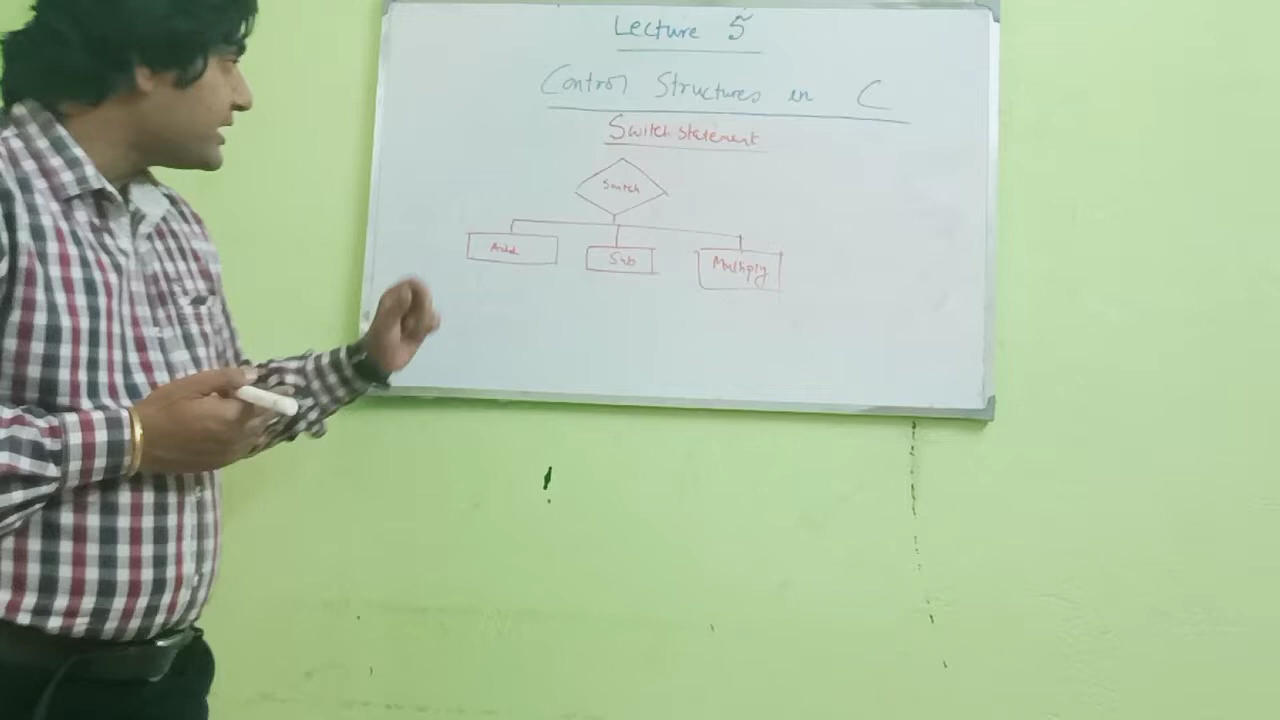 Lecture 5
Control Structures in C
Switch statement
Switch
Add
Sub
Multiply